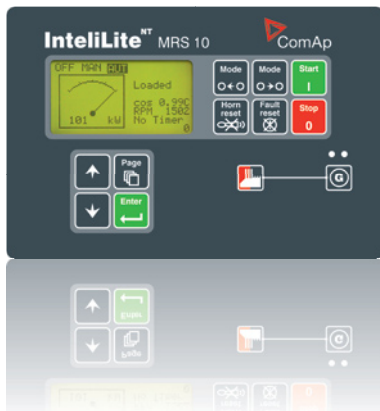 InteliLite NT MRS 10
ComAp
OFF MAN AUT
Loaded
cos 0.99C
RPM 1502
No Timer
0
101 kW
Mode
Mode
Start
I
Horn reset
Fault reset
Stop
0
Page
Enter
G